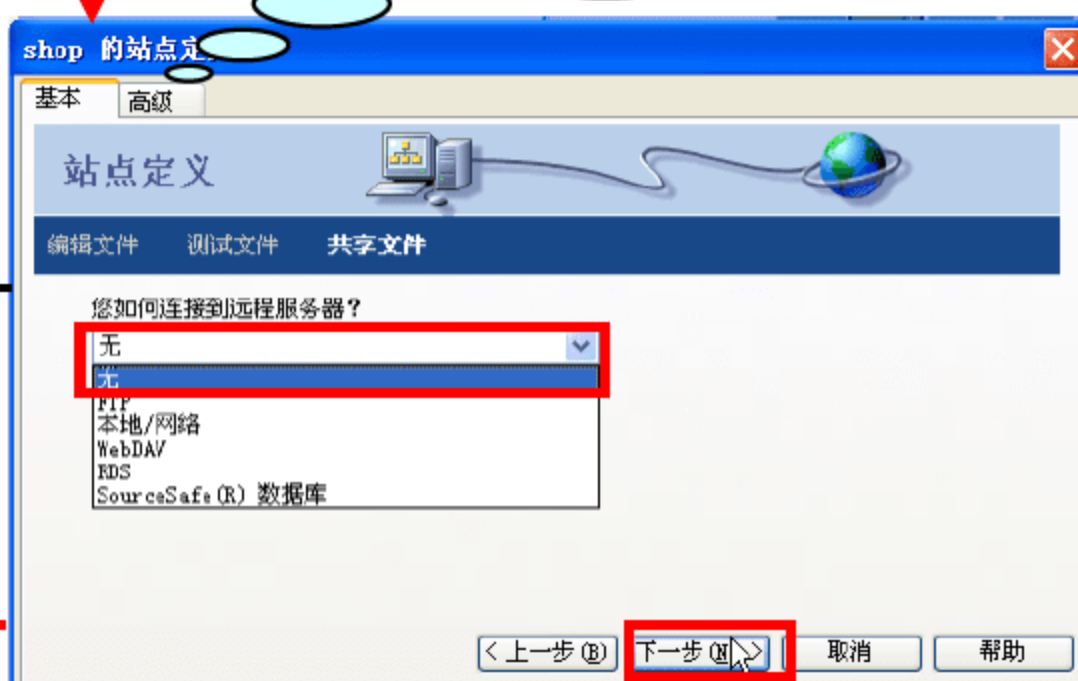 shop 的站点定
基本 高级
站点定义
编辑文件 测试文件 共享文件
您如何连接到远程服务器?
无
无
FTP
本地/网络
WebDAV
RDS
SourceSafe(R) 数据库
<上一步(B) 下一步(N)> 取消 帮助